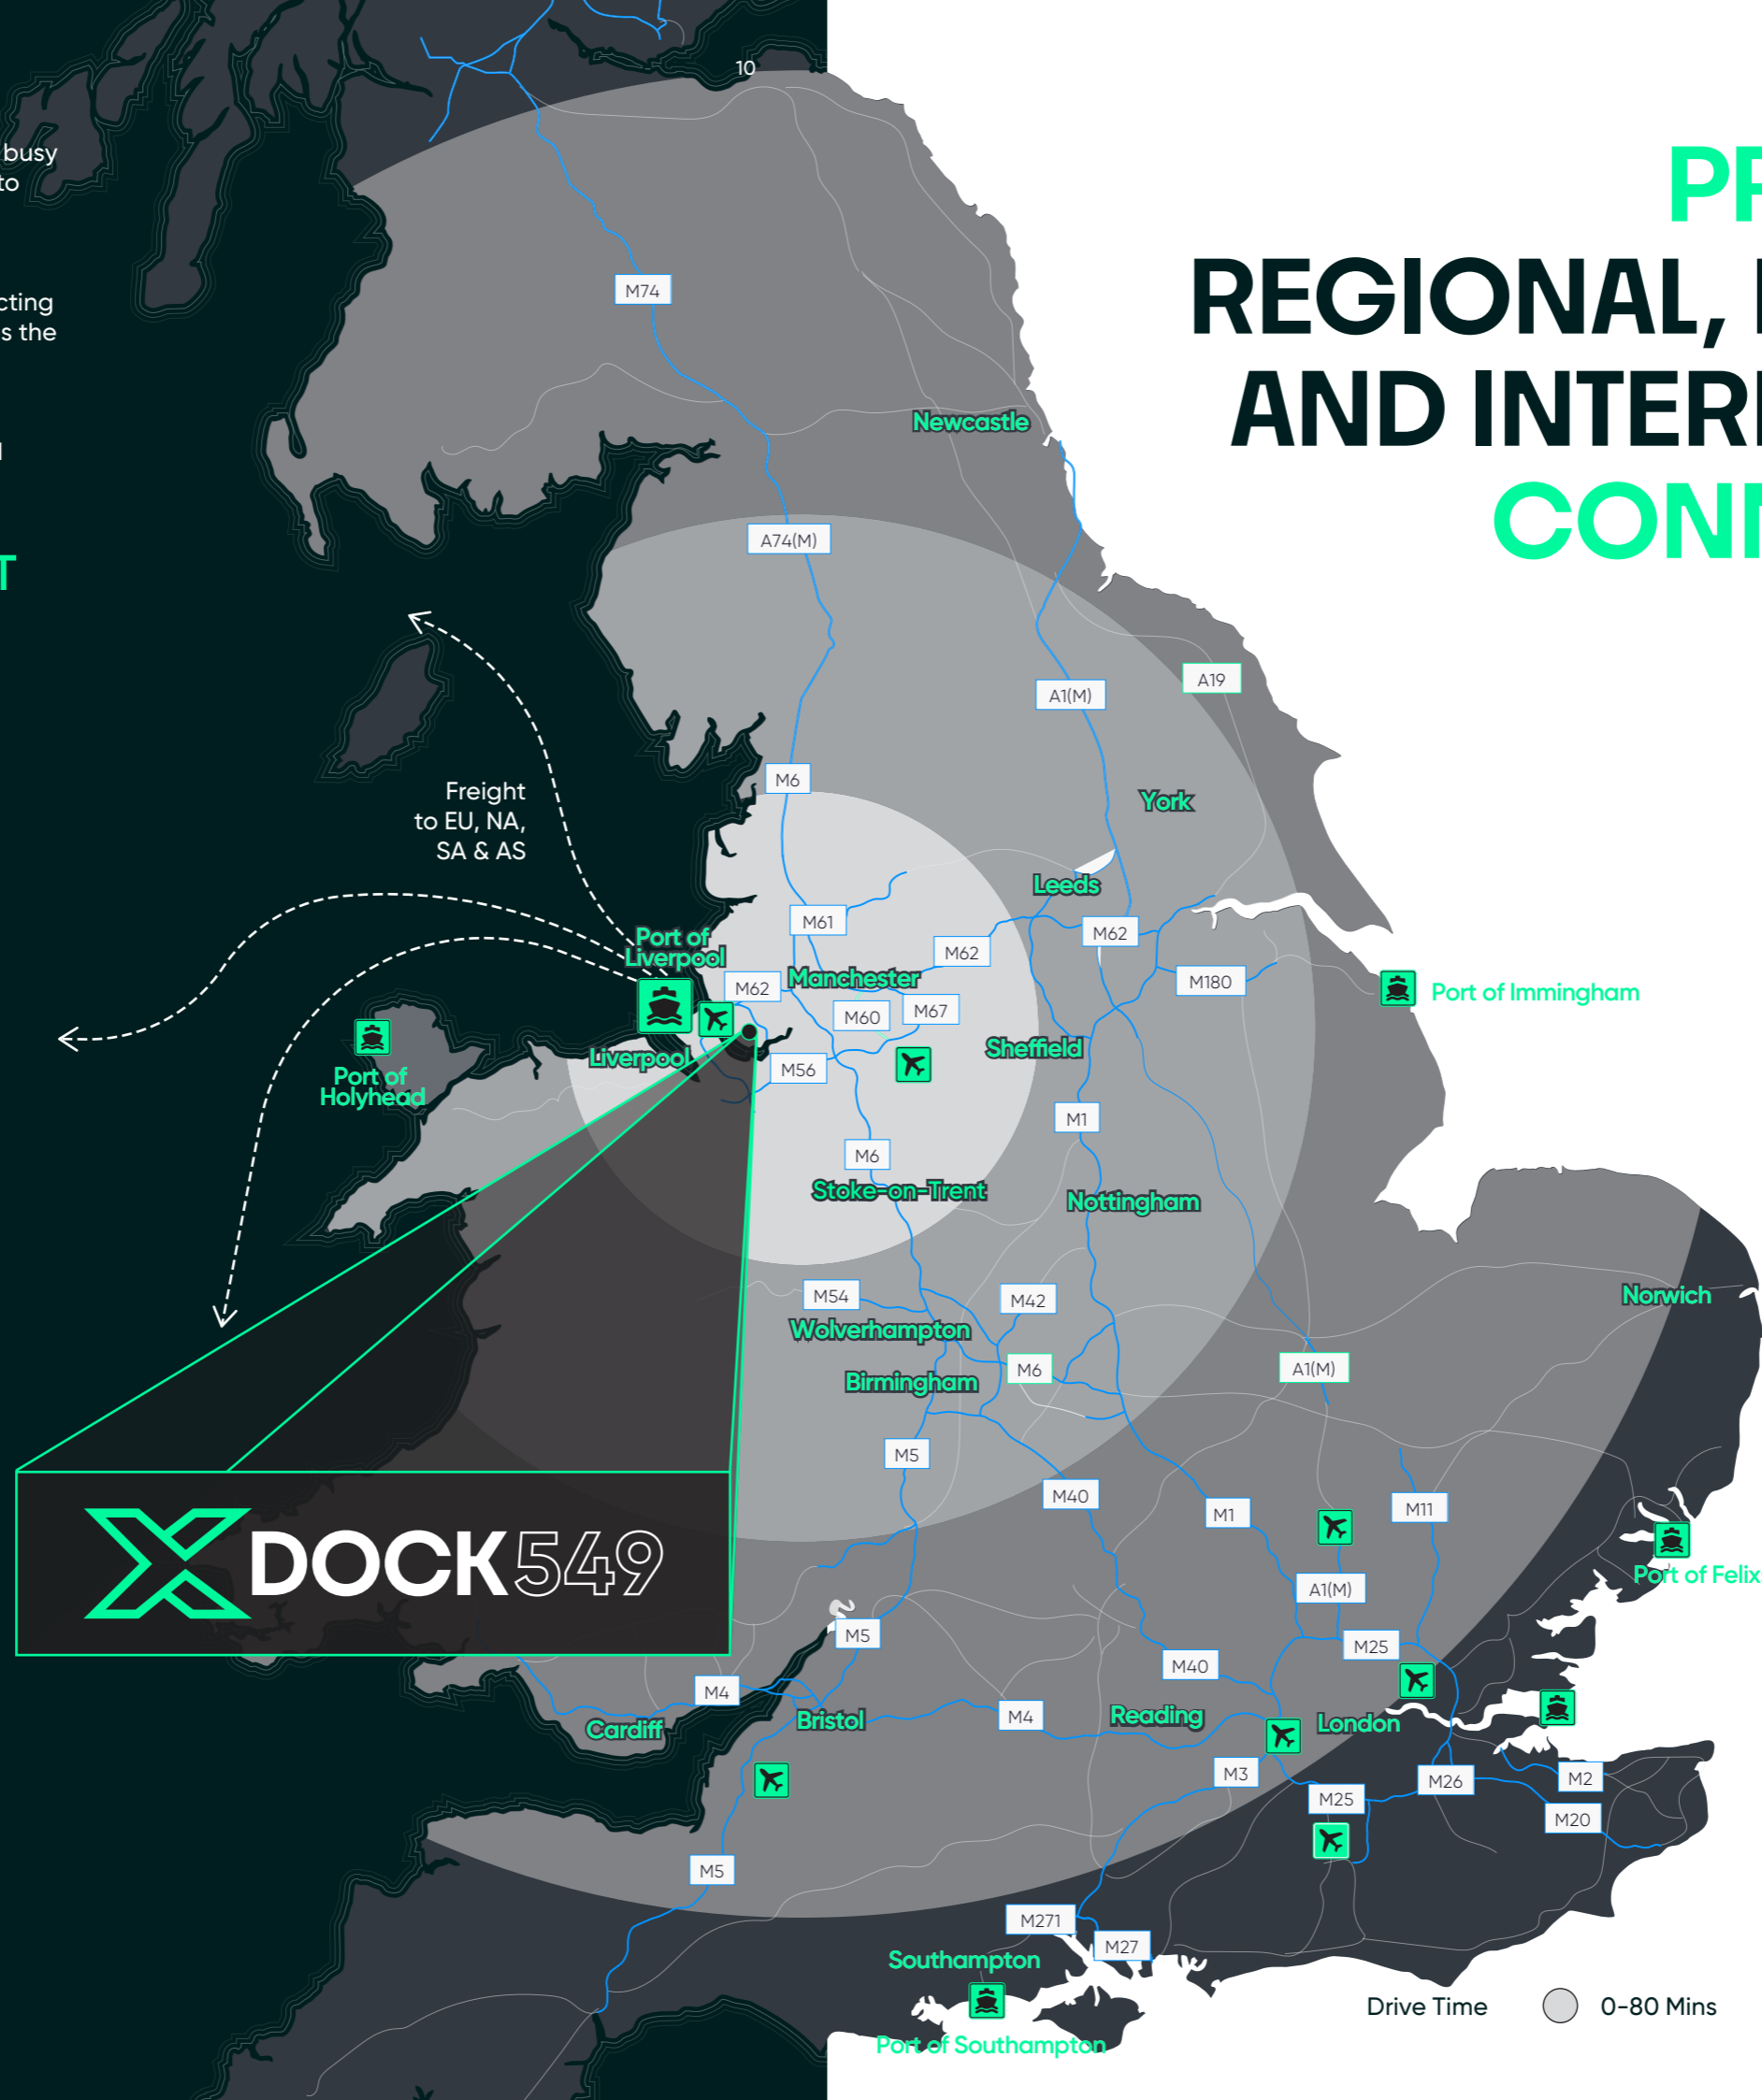 10
busy
to
cting
s the
T
PR
REGIONAL,
AND INTER
CONN
M74
Newcastle
A74(M)
A19
A1(M)
M6
York
Freight
to EU, NA,
SA & AS
Leeds
M61
M62
M62
Port of
Liverpool
Manchester
M62
M180
Port of Immingham
M60
M67
Liverpool
Sheffield
M56
Port of
Holyhead
M1
M6
Stoke-on-Trent
Nottingham
M54
M42
Norwich
Wolverhampton
M6
A1(M)
Birmingham
M5
M40
M1
M11
XDOCK549
Port of Felix
A1(M)
M5
M25
M40
M4
M4
Reading
Bristol
London
Cardiff
M3
M26
M2
M25
M20
M5
M271
M27
Southampton
Port of Southampton
Drive Time
0-80 Mins